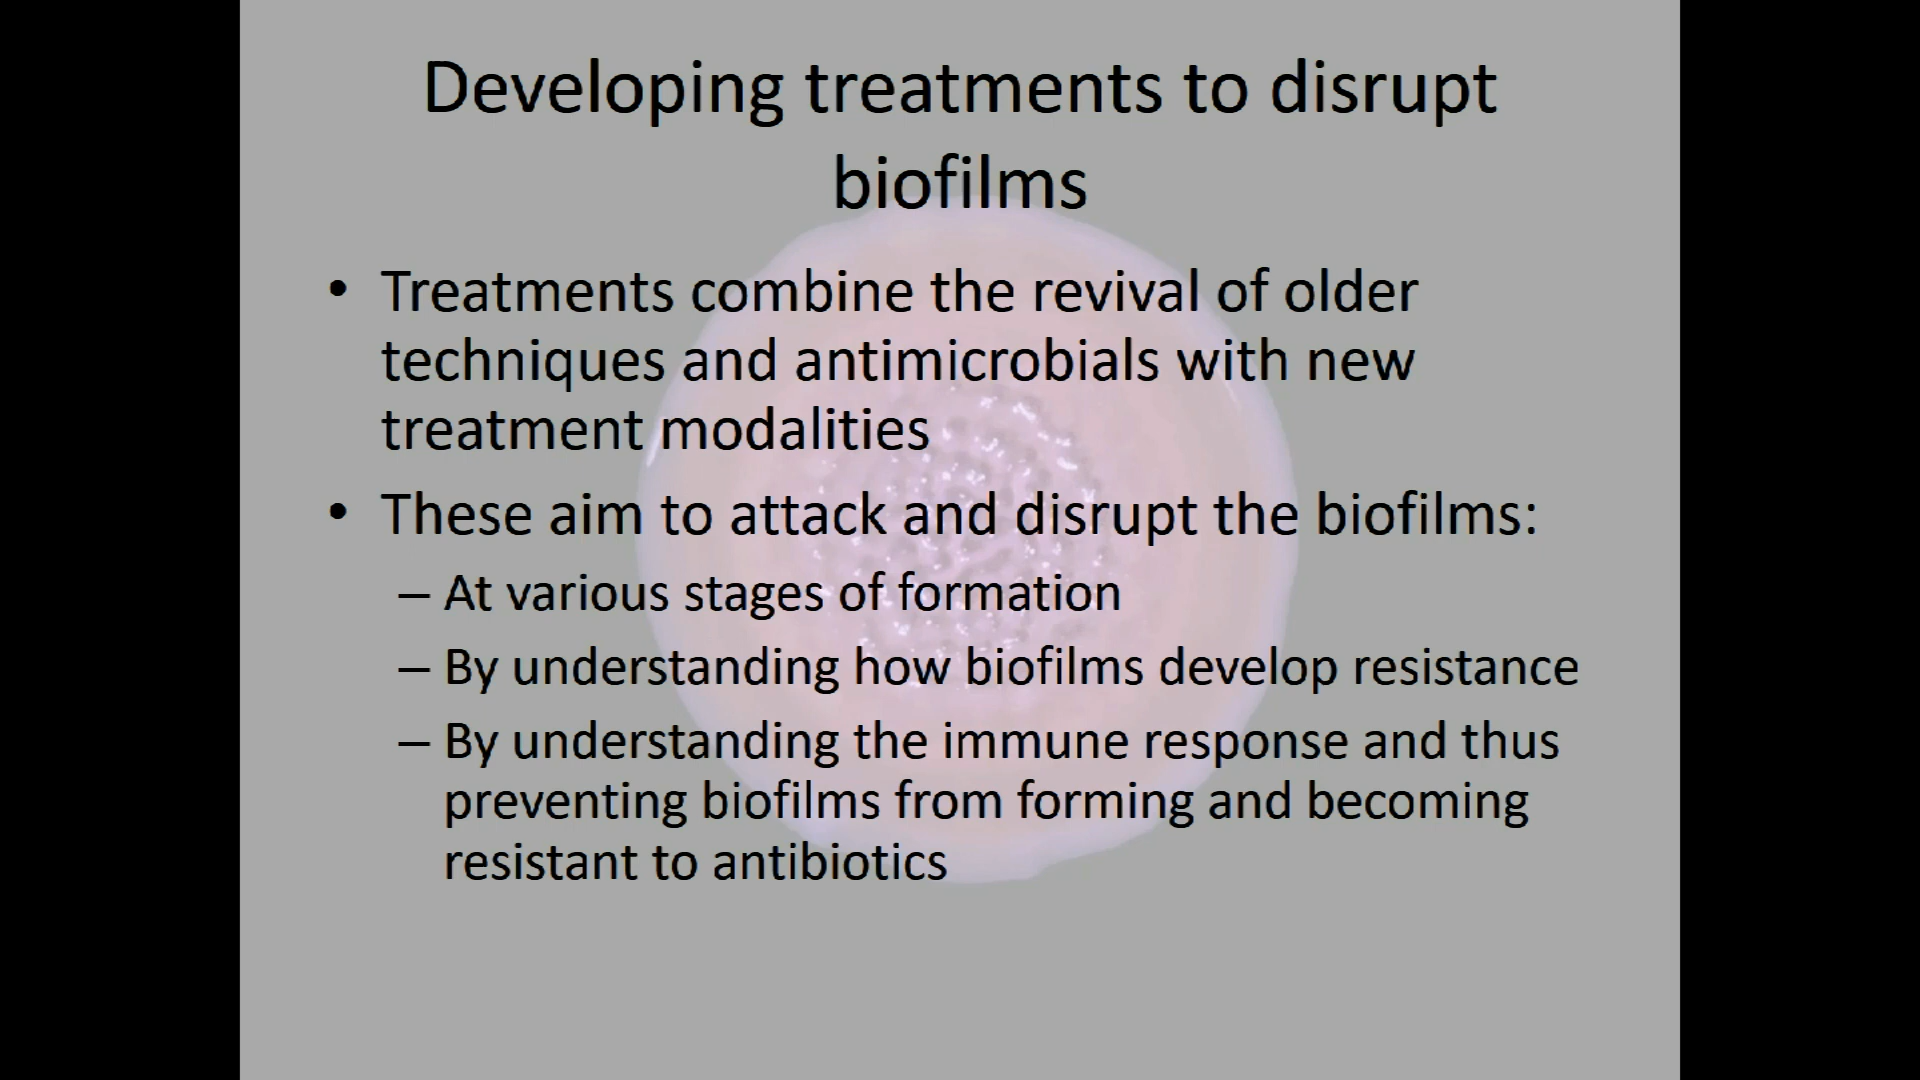 Developing treatments to disrupt
biofilms
• Treatments combine the revival of older
techniques and antimicrobials with new
treatment modalities
• These aim to attack and disrupt the biofilms:
– At various stages of formation
– By understanding how biofilms develop resistance
– By understanding the immune response and thus
preventing biofilms from forming and becoming
resistant to antibiotics